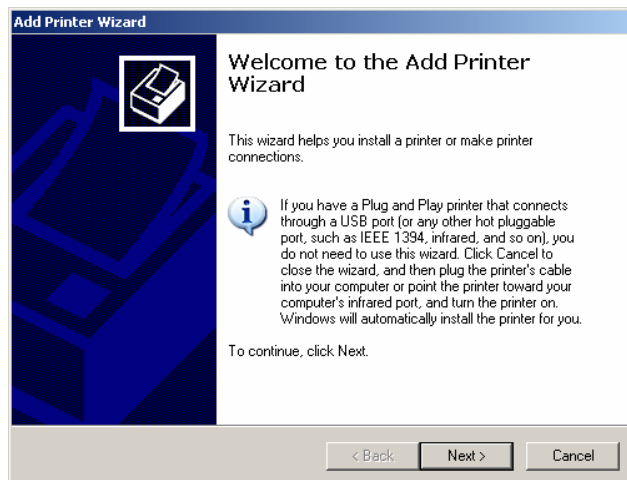 Add Printer Wizard
Welcome to the Add Printer
Wizard
This wizard helps you install a printer or make printer
connections.
If you have a Plug and Play printer that connects
through a USB port (or any other hot pluggable
port, such as IEEE 1394, infrared, and so on), you
do not need to use this wizard. Click Cancel to
close the wizard, and then plug the printer's cable
into your computer or point the printer toward your
computer's infrared port, and turn the printer on.
Windows will automatically install the printer for you.
To continue, click Next.
< Back Next > Cancel